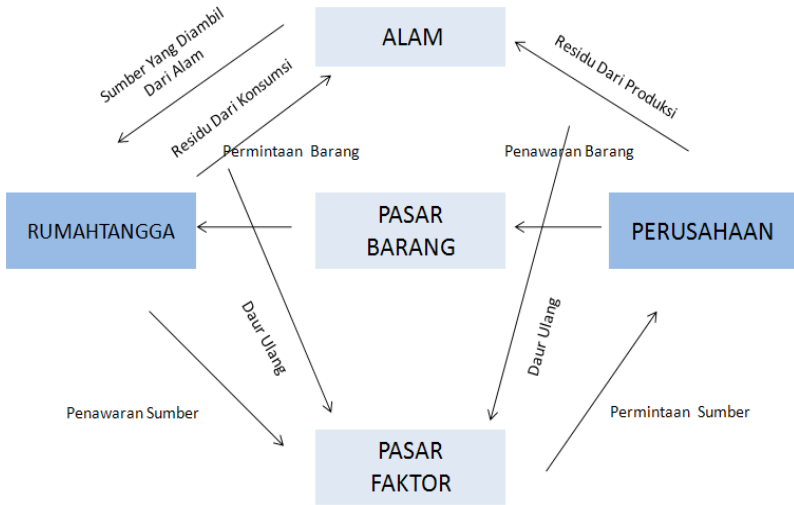 ALAM
Sumber Yang Diambil
Dari Alam
Residu Dari Konsumsi
Residu Dari Produksi
Permintaan Barang
Penawaran Barang
RUMAHTANGGA
PASAR
BARANG
PERUSAHAAN
Daur Ulang
Daur Ulang
Penawaran Sumber
Permintaan Sumber
PASAR
FAKTOR